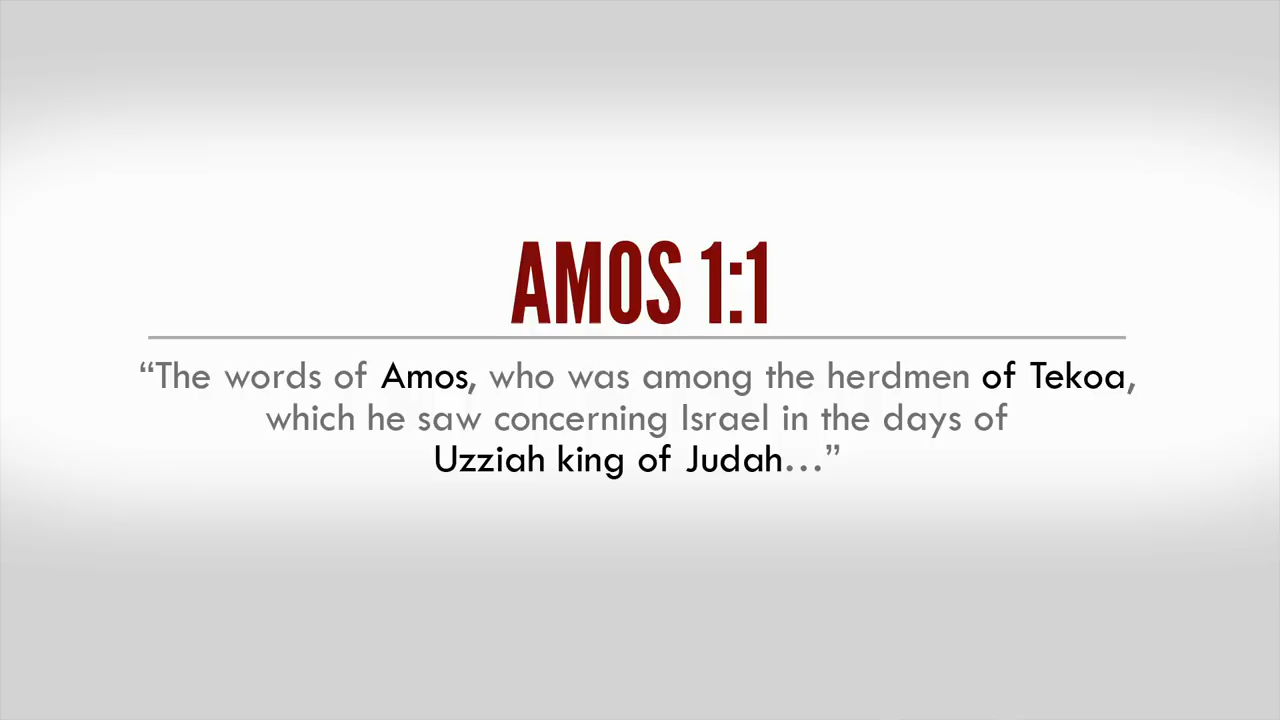 AMOS 1:1
“The words of Amos, who was among the herdmen of Tekoa,
which he saw concerning Israel in the days of
Uzziah king of Judah…”